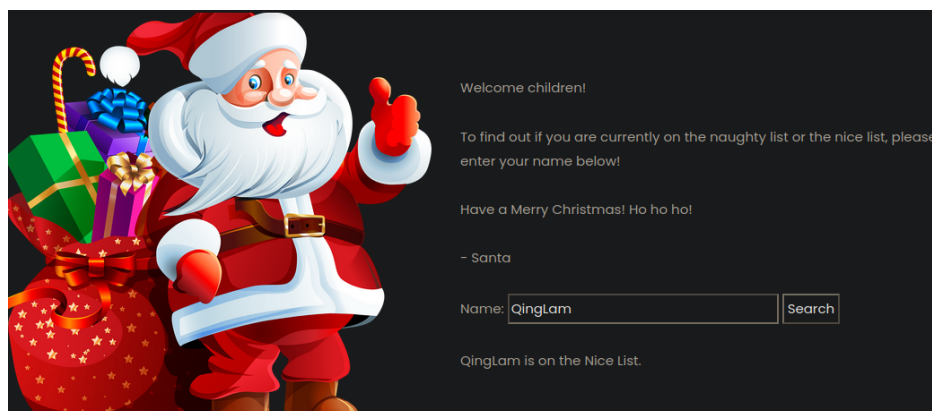 Welcome children!
To find out if you are currently on the naughty list or the nice list, please
enter your name below!
Have a Merry Christmas! Ho ho ho!
- Santa
Name: QingLam Search
QingLam is on the Nice List.